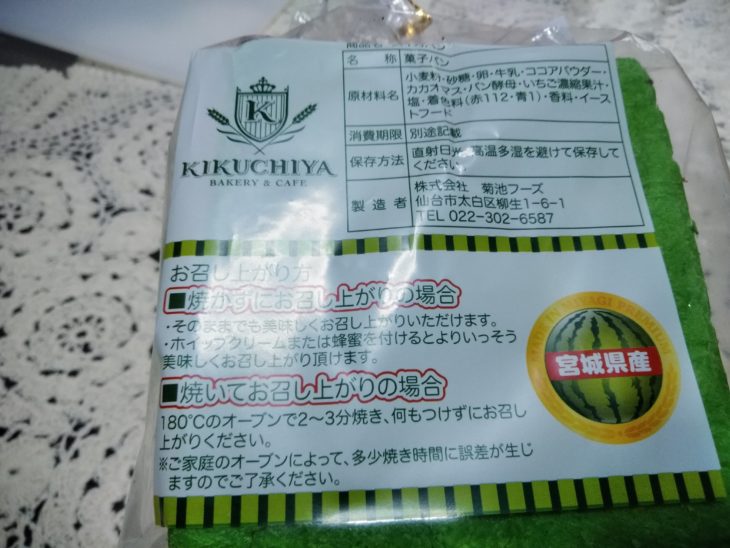 名 称 菓子パン
原材料名
小麦粉・砂糖・卵・牛乳・ココアパウダー・
カカオマス・パン酵母・いちご濃縮果汁・
塩・着色料(赤112・青1)・香料・イー
ストフード
消費期限 別途記載
保存方法
直射日光 高温多湿を避けて保存して
ください
製 造 者
株式会社 菊池フーズ
仙台市太白区柳生1-6-1
TEL 022-302-6587
K
KIKUCHIYA
BAKERY & CAFE
お召し上がり方
■焼かずにお召し上がりの場合
・そのままでも美味しくお召し上がりいただけます。
・ホイップクリームまたは蜂蜜を付けるとよりいっそう
美味しくお召し上がり頂けます。
■焼いてお召し上がりの場合
180℃のオーブンで2〜3分焼き、何もつけずにお召し
上がりください。
※ご家庭のオーブンによって、多少焼き時間に誤差が生じ
ますのでご了承ください。
MIYAGI
宮城県産